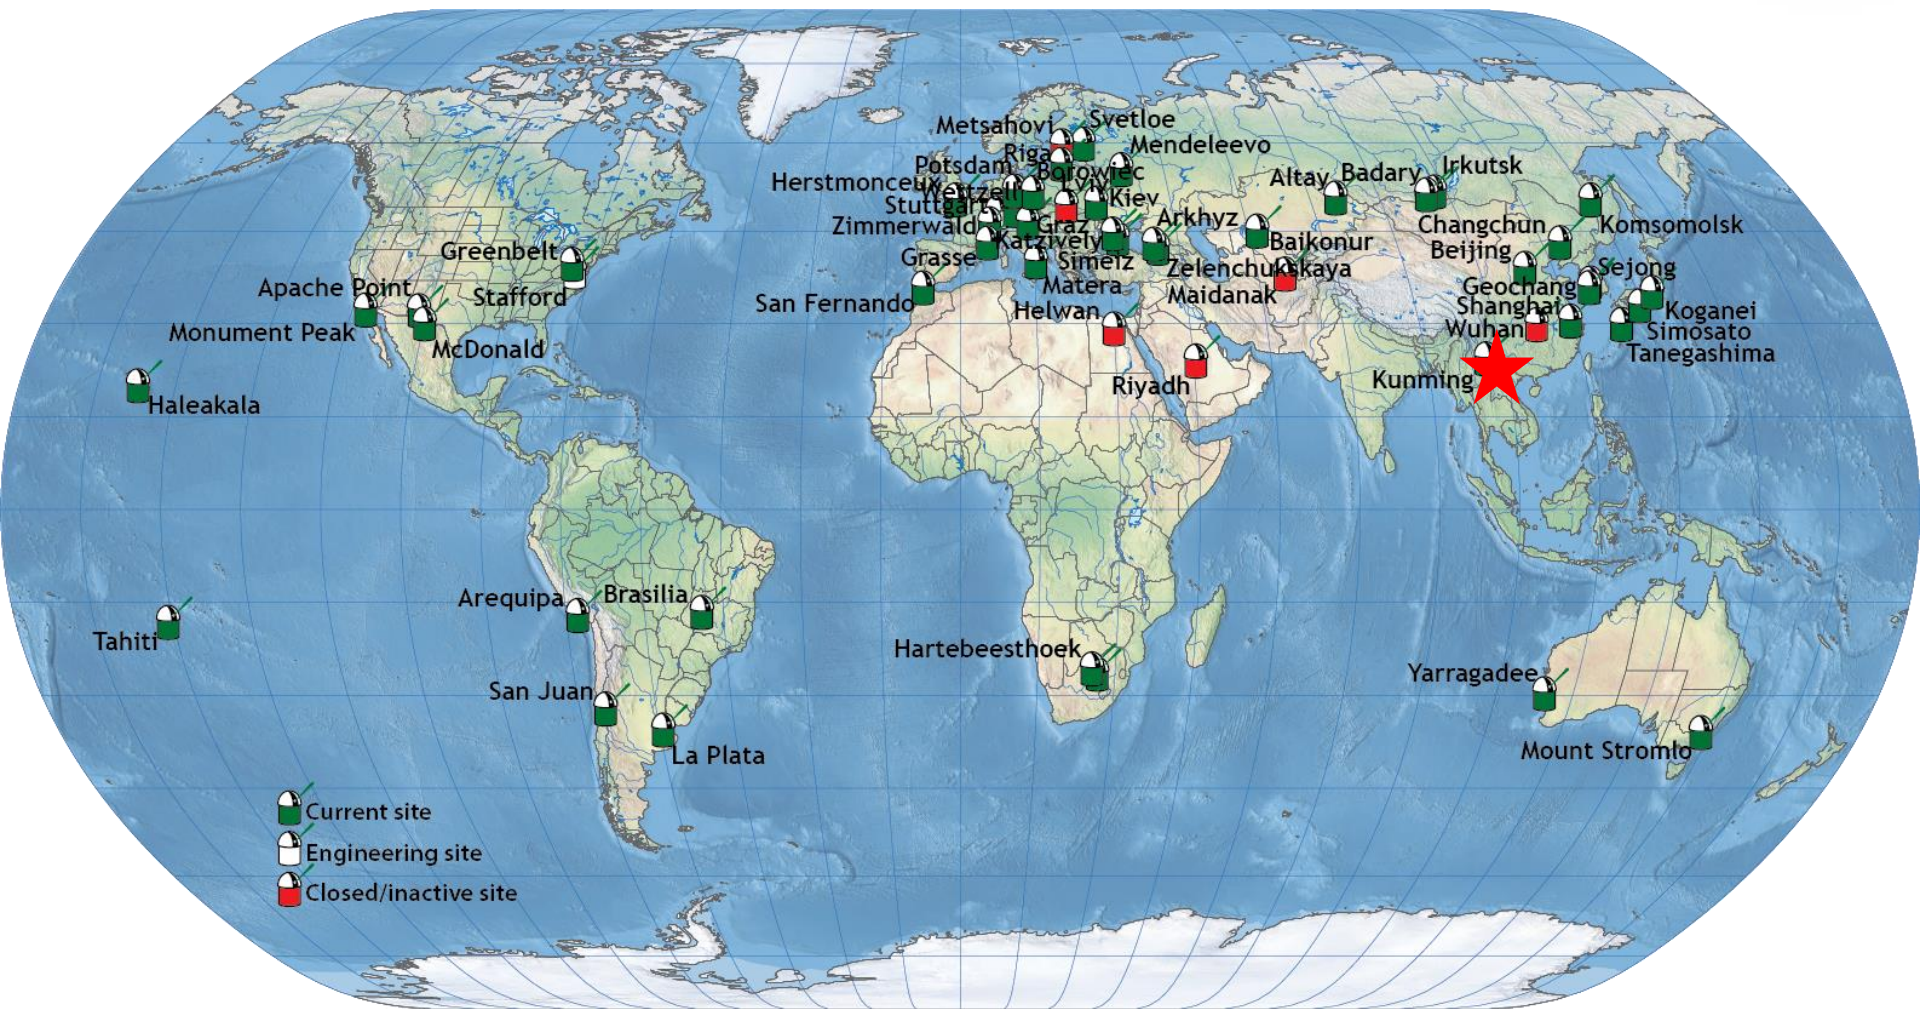 Metsahovi
Svetloe
Riga
Mendeleevo
Potsdam
Borowiec
Herstmonceux
Wettzell
Lviv
Kiev
Stuttgart
Zimmerwald
Graz
Katzively
Arkhyz
Grasse
Simeiz
Baikonur
Zelenchukskaya
Matera
Maidanak
San Fernando
Helwan
Riyadh
Altay
Badary
Irkutsk
Changchun
Komsomolsk
Beijing
Sejong
Geochang
Shanghai
Koganei
Wuhan
Simosato
Tanegashima
Kunming
Greenbelt
Stafford
Apache Point
Monument Peak
McDonald
Haleakala
Tahiti
Arequipa
Brasilia
San Juan
La Plata
Hartebeesthoek
Yarragadee
Mount Stromlo
Current site
Engineering site
Closed/inactive site